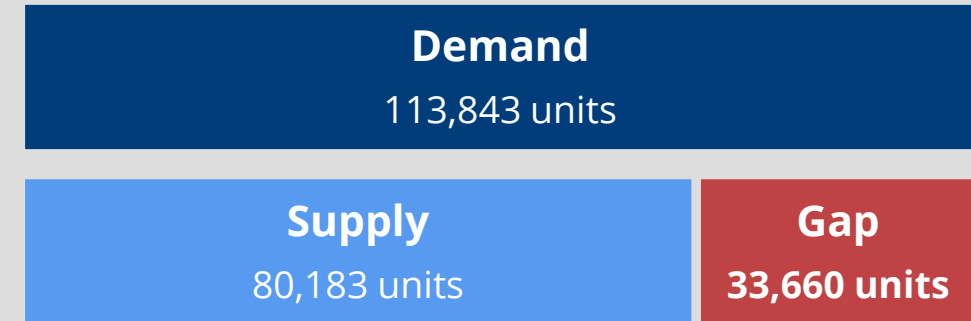 Demand
113,843 units
Supply
80,183 units
Gap
33,660 units